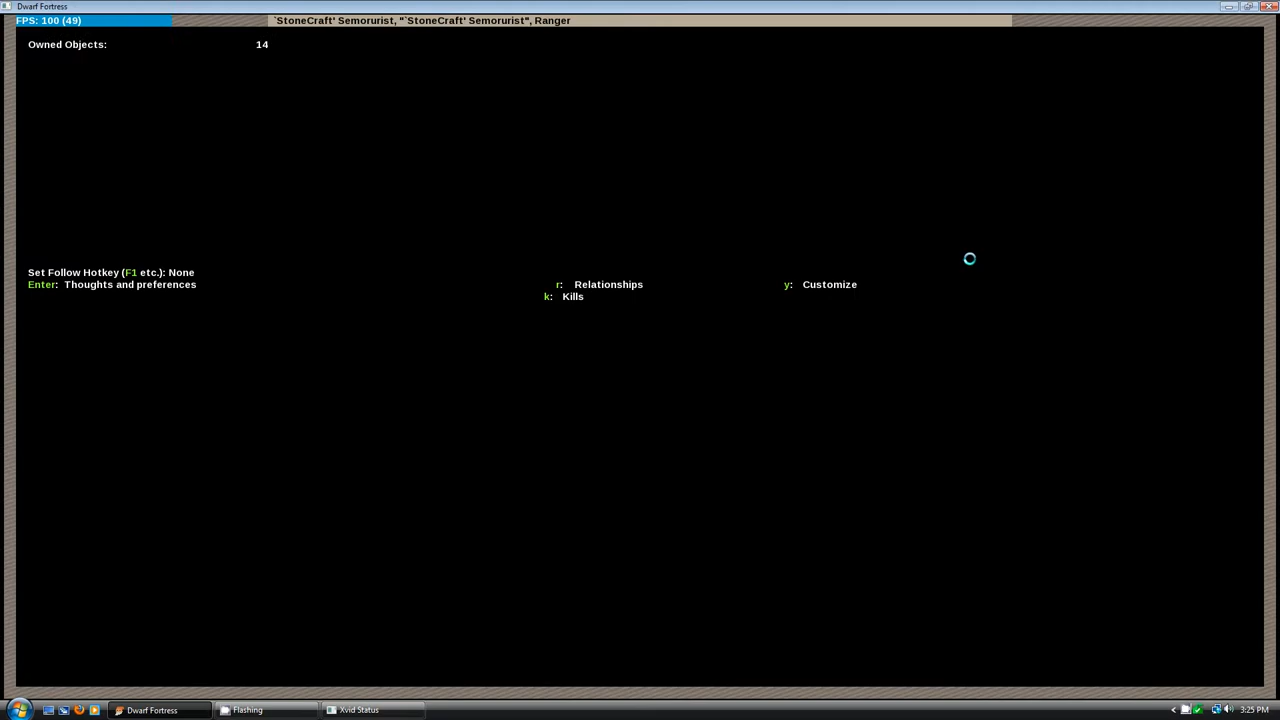 Dwarf Fortress
FPS: 100 (49)
`StoneCraft' Semorurist, "`StoneCraft' Semorurist", Ranger
Owned Objects: 14
Set Follow Hotkey (F1 etc.): None
Enter: Thoughts and preferences r: Relationships y: Customize
k: Kills
Dwarf Fortress Flashing Xvid Status 3:25 PM